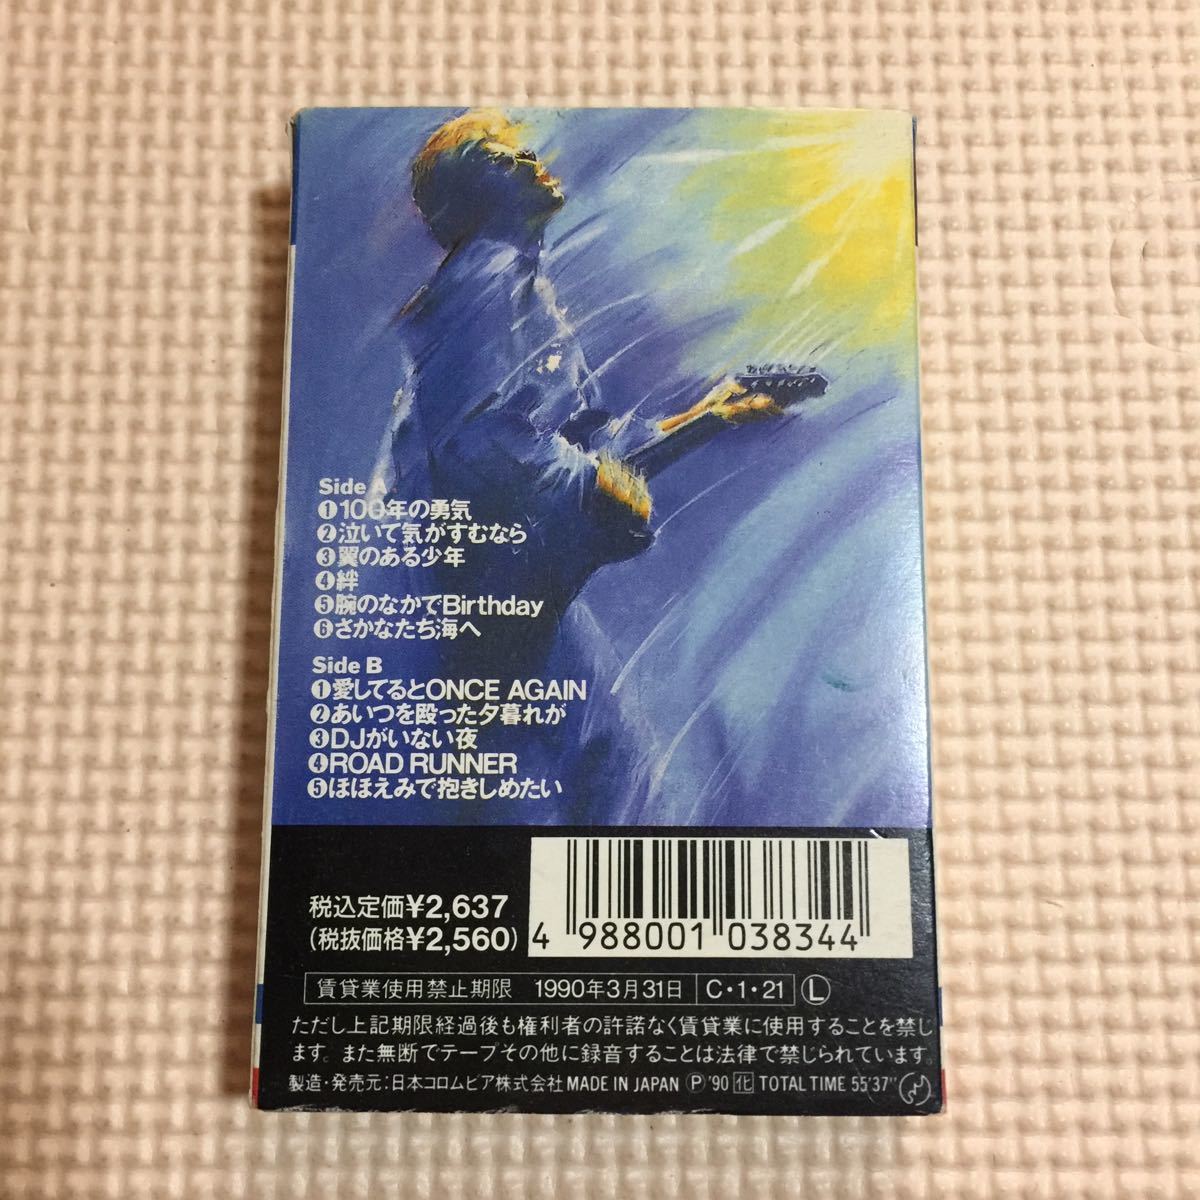 Side A
❶100年の勇気
❷泣いて気がすむなら
❸翼のある少年
❹絆
❺腕のなかでBirthday
❻さかなたち海へ
Side B
❶愛してるとONCE AGAIN
❷あいつを殴った夕暮れが
❸DJがいない夜
❹ROAD RUNNER
❺ほほえみで抱きしめたい
税込定価¥2,637
(税抜価格¥2,560)
4 988001 038344
賃貸業使用禁止期限 1990年3月31日 C・1・21 Ⓛ
ただし上記期限経過後も権利者の許諾なく賃貸業に使用することを禁じ
ます。また無断でテープその他に録音することは法律で禁じられています。
製造・発売元:日本コロムビア株式会社 MADE IN JAPAN Ⓟ'90 化 TOTAL TIME 55'37"